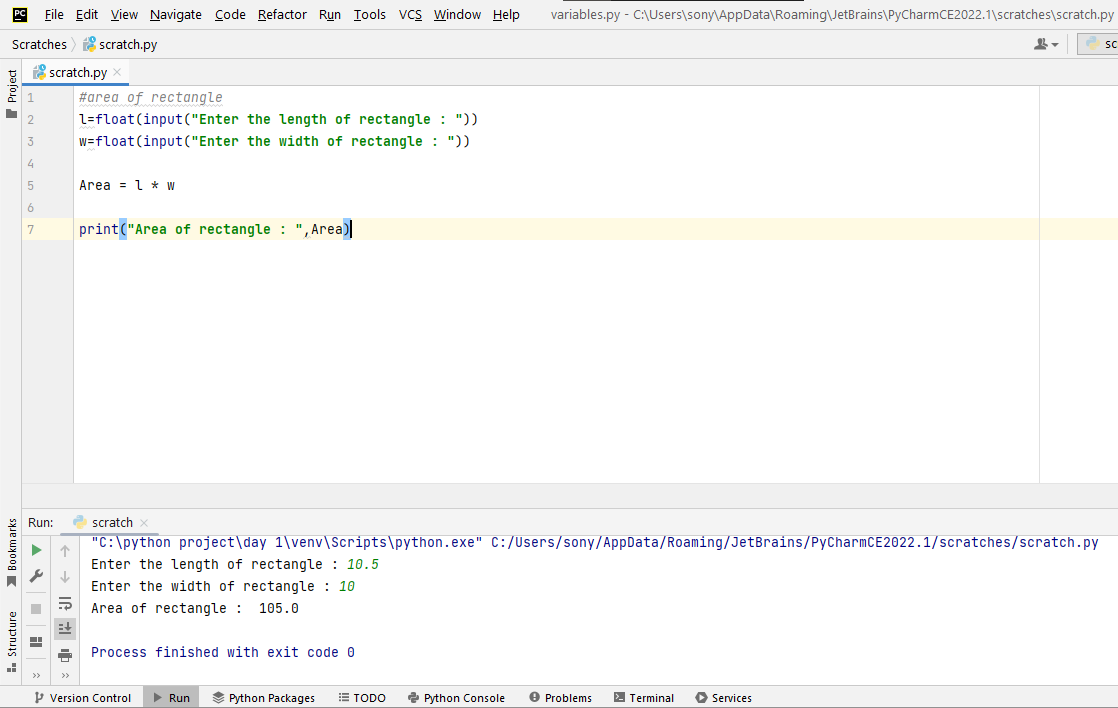 PC File Edit View Navigate Code Refactor Run Tools VCS Window Help variables.py - C:\Users\sony\AppData\Roaming\JetBrains\PyCharmCE2022.1\scratches\scratch.py
Scratches scratch.py sc
Project
scratch.py
1 #area of rectangle
2 l=float(input("Enter the length of rectangle : "))
3 w=float(input("Enter the width of rectangle : "))
4
5 Area = l * w
6
7 print("Area of rectangle : ",Area)
Bookmarks
Structure
Run: scratch
"C:\python project\day 1\venv\Scripts\python.exe" C:/Users/sony/AppData/Roaming/JetBrains/PyCharmCE2022.1/scratches/scratch.py
Enter the length of rectangle : 10.5
Enter the width of rectangle : 10
Area of rectangle :  105.0
Process finished with exit code 0
Version Control Run Python Packages TODO Python Console Problems Terminal Services